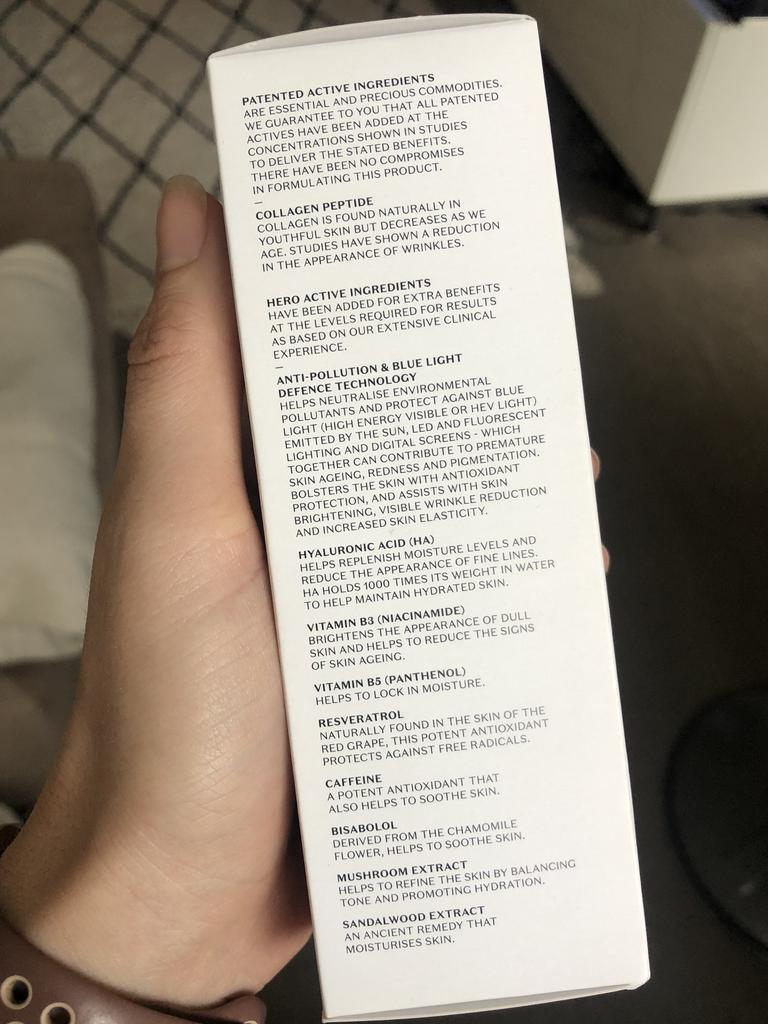 PATENTED ACTIVE INGREDIENTS
ARE ESSENTIAL AND PRECIOUS COMMODITIES.
WE GUARANTEE TO YOU THAT ALL PATENTED
ACTIVES HAVE BEEN ADDED AT THE
CONCENTRATIONS SHOWN IN STUDIES
TO DELIVER THE STATED BENEFITS.
THERE HAVE BEEN NO COMPROMISES
IN FORMULATING THIS PRODUCT.
–
COLLAGEN PEPTIDE
COLLAGEN IS FOUND NATURALLY IN
YOUTHFUL SKIN BUT DECREASES AS WE
AGE. STUDIES HAVE SHOWN A REDUCTION
IN THE APPEARANCE OF WRINKLES.
HERO ACTIVE INGREDIENTS
HAVE BEEN ADDED FOR EXTRA BENEFITS
AT THE LEVELS REQUIRED FOR RESULTS
AS BASED ON OUR EXTENSIVE CLINICAL
EXPERIENCE.
–
ANTI-POLLUTION & BLUE LIGHT
DEFENCE TECHNOLOGY
HELPS NEUTRALISE ENVIRONMENTAL
POLLUTANTS AND PROTECT AGAINST BLUE
LIGHT (HIGH ENERGY VISIBLE OR HEV LIGHT)
EMITTED BY THE SUN, LED AND FLUORESCENT
LIGHTING AND DIGITAL SCREENS - WHICH
TOGETHER CAN CONTRIBUTE TO PREMATURE
SKIN AGEING, REDNESS AND PIGMENTATION.
BOLSTERS THE SKIN WITH ANTIOXIDANT
PROTECTION, AND ASSISTS WITH SKIN
BRIGHTENING, VISIBLE WRINKLE REDUCTION
AND INCREASED SKIN ELASTICITY.
HYALURONIC ACID (HA)
HELPS REPLENISH MOISTURE LEVELS AND
REDUCE THE APPEARANCE OF FINE LINES.
HA HOLDS 1000 TIMES ITS WEIGHT IN WATER
TO HELP MAINTAIN HYDRATED SKIN.
VITAMIN B3 (NIACINAMIDE)
BRIGHTENS THE APPEARANCE OF DULL
SKIN AND HELPS TO REDUCE THE SIGNS
OF SKIN AGEING.
VITAMIN B5 (PANTHENOL)
HELPS TO LOCK IN MOISTURE.
RESVERATROL
NATURALLY FOUND IN THE SKIN OF THE
RED GRAPE, THIS POTENT ANTIOXIDANT
PROTECTS AGAINST FREE RADICALS.
CAFFEINE
A POTENT ANTIOXIDANT THAT
ALSO HELPS TO SOOTHE SKIN.
BISABOLOL
DERIVED FROM THE CHAMOMILE
FLOWER, HELPS TO SOOTHE SKIN.
MUSHROOM EXTRACT
HELPS TO REFINE THE SKIN BY BALANCING
TONE AND PROMOTING HYDRATION.
SANDALWOOD EXTRACT
AN ANCIENT REMEDY THAT
MOISTURISES SKIN.